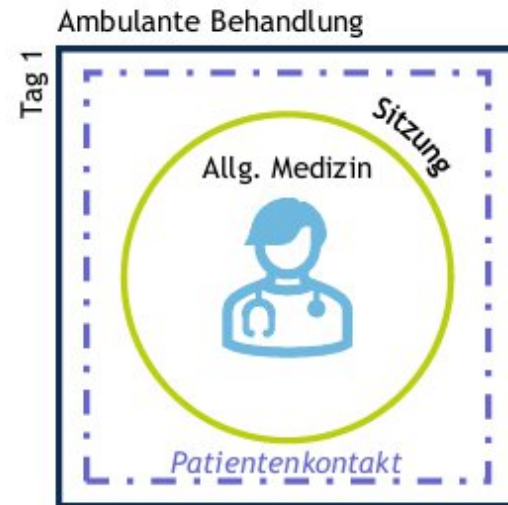 Ambulante Behandlung
Tag 1
Sitzung
Allg. Medizin
Patientenkontakt